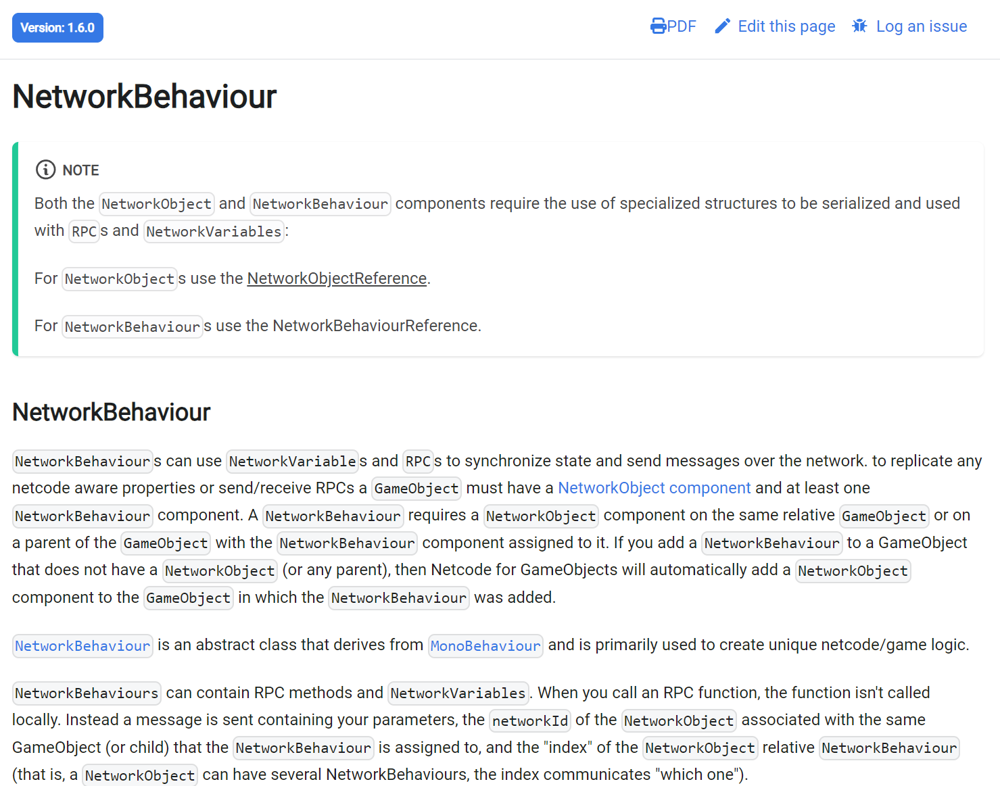 Version: 1.6.0
PDF Edit this page Log an issue
NetworkBehaviour
NOTE
Both the NetworkObject and NetworkBehaviour components require the use of specialized structures to be serialized and used
with RPCs and NetworkVariables:
For NetworkObjects use the NetworkObjectReference.
For NetworkBehaviours use the NetworkBehaviourReference.
NetworkBehaviour
NetworkBehaviours can use NetworkVariables and RPCs to synchronize state and send messages over the network. to replicate any
netcode aware properties or send/receive RPCs a GameObject must have a NetworkObject component and at least one
NetworkBehaviour component. A NetworkBehaviour requires a NetworkObject component on the same relative GameObject or on
a parent of the GameObject with the NetworkBehaviour component assigned to it. If you add a NetworkBehaviour to a GameObject
that does not have a NetworkObject (or any parent), then Netcode for GameObjects will automatically add a NetworkObject
component to the GameObject in which the NetworkBehaviour was added.
NetworkBehaviour is an abstract class that derives from MonoBehaviour and is primarily used to create unique netcode/game logic.
NetworkBehaviours can contain RPC methods and NetworkVariables. When you call an RPC function, the function isn't called
locally. Instead a message is sent containing your parameters, the networkId of the NetworkObject associated with the same
GameObject (or child) that the NetworkBehaviour is assigned to, and the "index" of the NetworkObject relative NetworkBehaviour
(that is, a NetworkObject can have several NetworkBehaviours, the index communicates "which one").